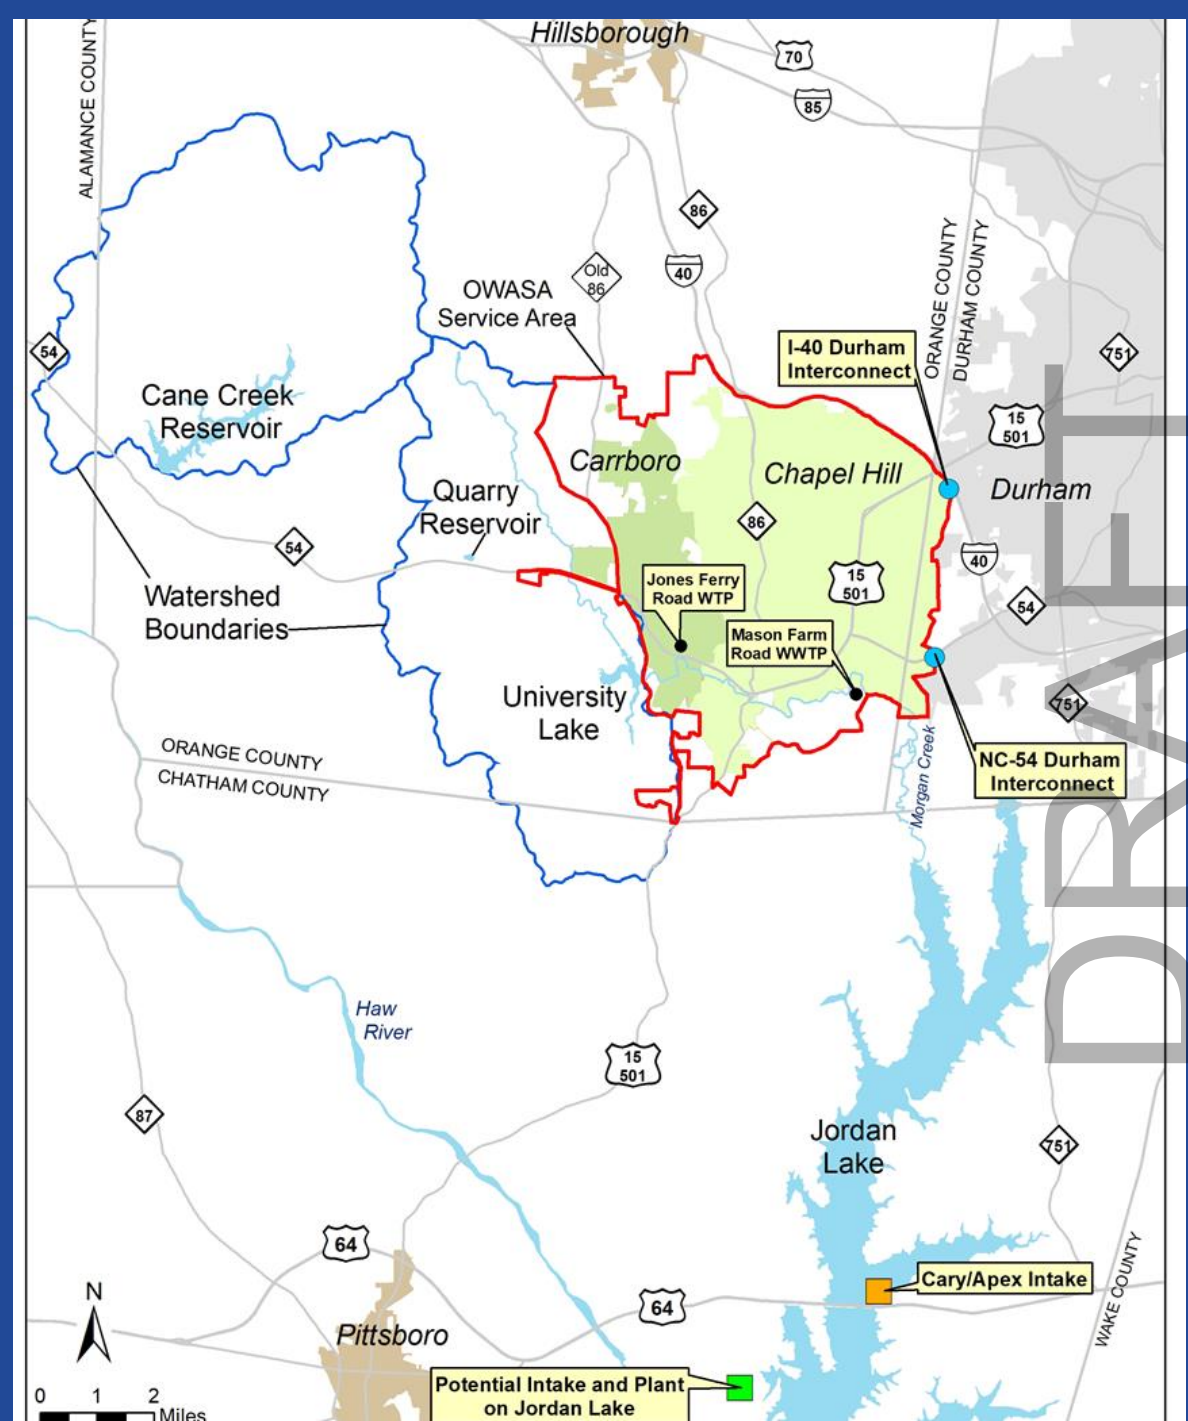 Hillsborough
70
85
ALAMANCE COUNTY
86
Old
86
40
ORANGE COUNTY
DURHAM COUNTY
OWASA
Service Area
54
I-40 Durham
Interconnect
751
Cane Creek
Reservoir
15
501
Carrboro
Chapel Hill
Durham
Quarry
Reservoir
86
54
40
Jones Ferry
Road WTP
15
501
Watershed
Boundaries
54
Mason Farm
Road WWTP
University
Lake
751
ORANGE COUNTY
CHATHAM COUNTY
Morgan Creek
NC-54 Durham
Interconnect
DRAFT
Haw
River
15
501
87
Jordan
Lake
751
64
Cary/Apex Intake
WAKE COUNTY
N
64
Pittsboro
Potential Intake and Plant
on Jordan Lake
0 1 2
Miles